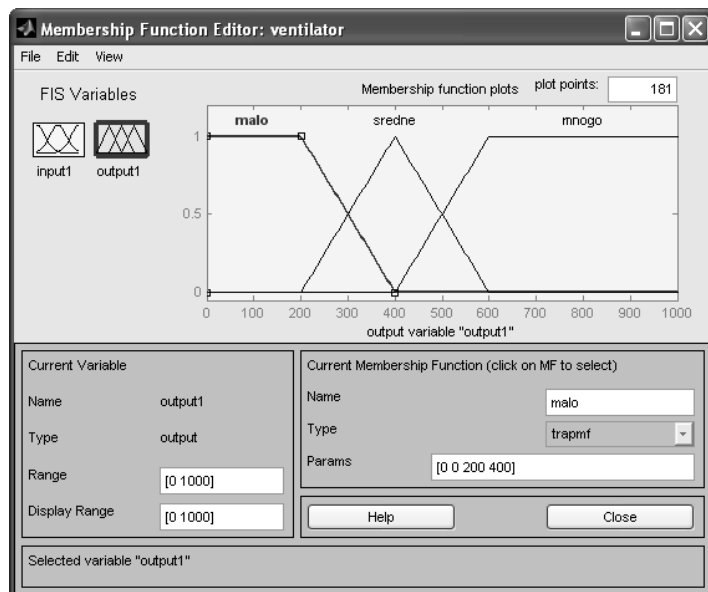 Membership Function Editor: ventilator
File Edit View
FIS Variables
input1 output1
Membership function plots plot points: 181
malo sredne mnogo
1
0.5
0
0 100 200 300 400 500 600 700 800 900 1000
output variable "output1"
Current Variable
Name output1
Type output
Range [0 1000]
Display Range [0 1000]
Current Membership Function (click on MF to select)
Name malo
Type trapmf
Params [0 0 200 400]
Help Close
Selected variable "output1"